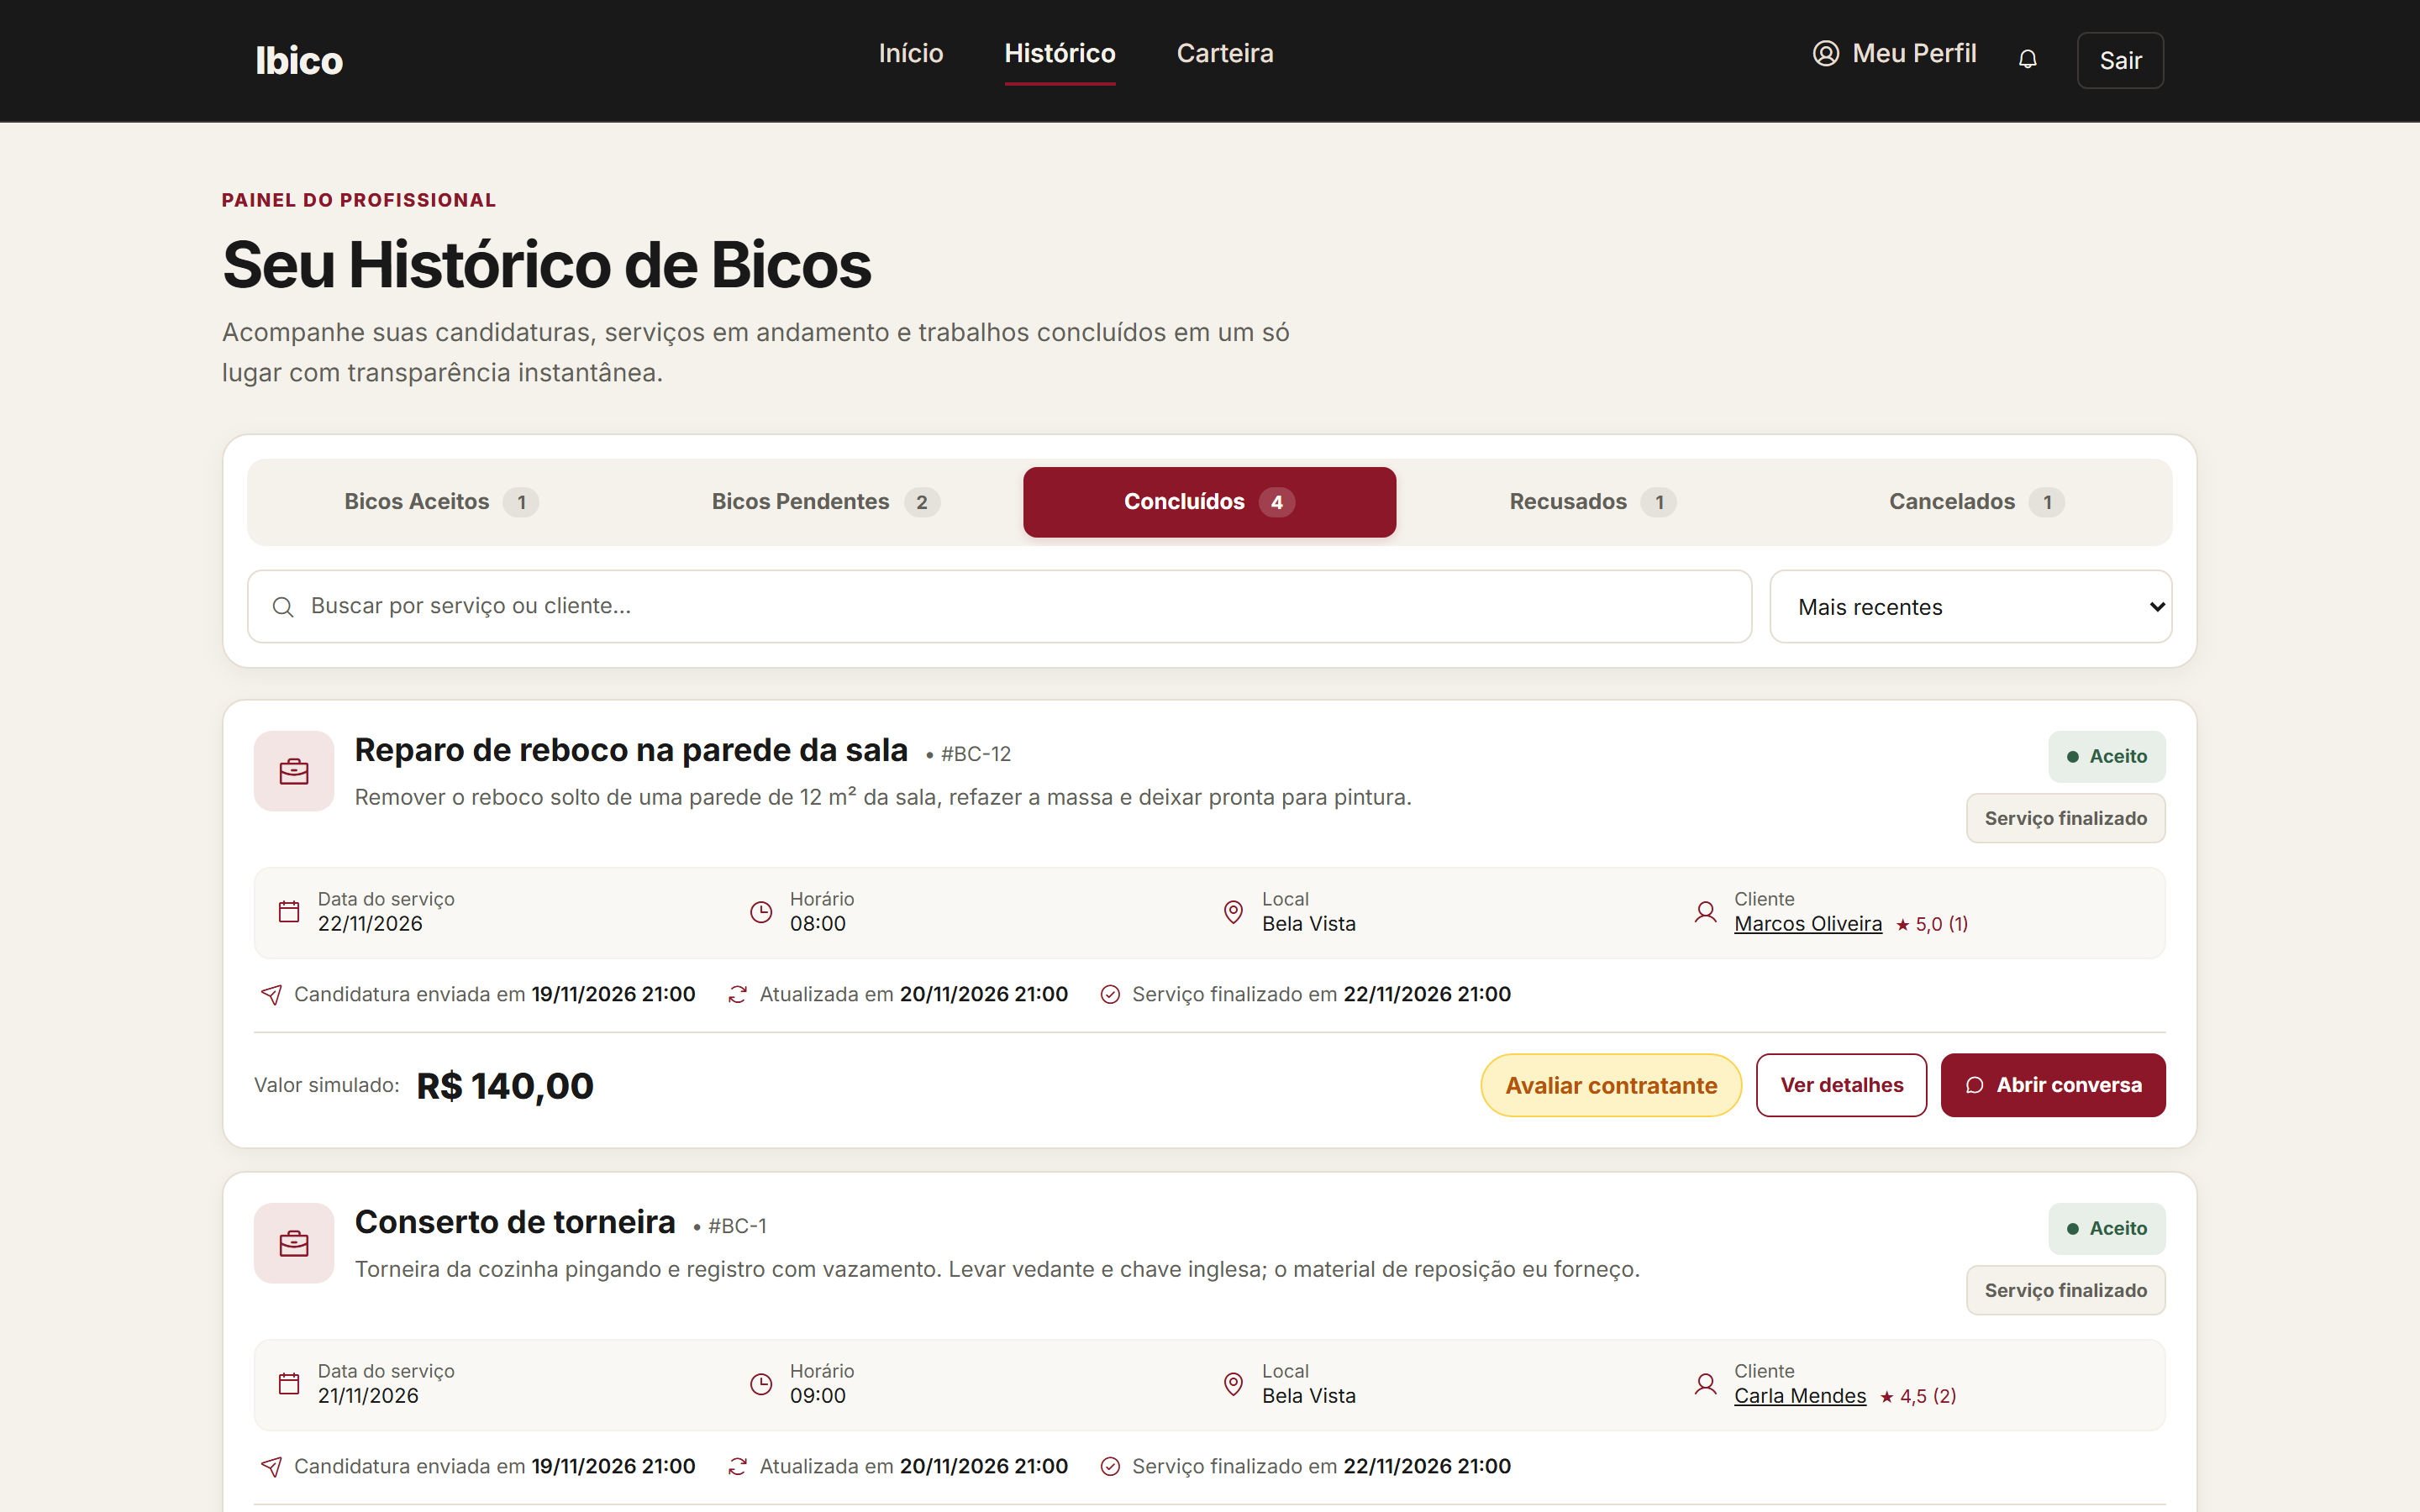 Ibico
Início
Histórico
Carteira
Meu Perfil
Sair
PAINEL DO PROFISSIONAL
Seu Histórico de Bicos
Acompanhe suas candidaturas, serviços em andamento e trabalhos concluídos em um só
lugar com transparência instantânea.
Bicos Aceitos 1
Bicos Pendentes 2
Concluídos 4
Recusados 1
Cancelados 1
Buscar por serviço ou cliente...
Mais recentes
Reparo de reboco na parede da sala • #BC-12
Remover o reboco solto de uma parede de 12 m² da sala, refazer a massa e deixar pronta para pintura.
Aceito
Serviço finalizado
Data do serviço
22/11/2026
Horário
08:00
Local
Bela Vista
Cliente
Marcos Oliveira ★ 5,0 (1)
Candidatura enviada em 19/11/2026 21:00
Atualizada em 20/11/2026 21:00
Serviço finalizado em 22/11/2026 21:00
Valor simulado: R$ 140,00
Avaliar contratante
Ver detalhes
Abrir conversa
Conserto de torneira • #BC-1
Torneira da cozinha pingando e registro com vazamento. Levar vedante e chave inglesa; o material de reposição eu forneço.
Aceito
Serviço finalizado
Data do serviço
21/11/2026
Horário
09:00
Local
Bela Vista
Cliente
Carla Mendes ★ 4,5 (2)
Candidatura enviada em 19/11/2026 21:00
Atualizada em 20/11/2026 21:00
Serviço finalizado em 22/11/2026 21:00